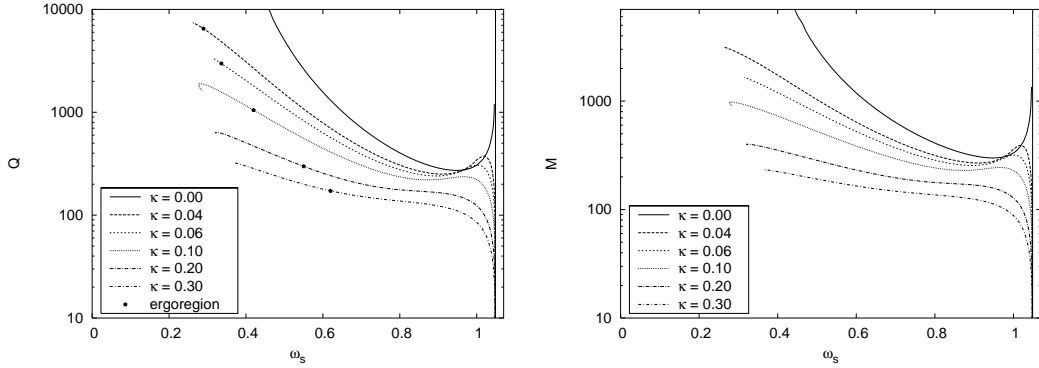 Q
10000
1000
100
10
κ = 0.00
κ = 0.04
κ = 0.06
κ = 0.10
κ = 0.20
κ = 0.30
ergoregion
0 0.2 0.4 0.6 0.8 1
ωs
M
1000
100
10
κ = 0.00
κ = 0.04
κ = 0.06
κ = 0.10
κ = 0.20
κ = 0.30
0 0.2 0.4 0.6 0.8 1
ωs